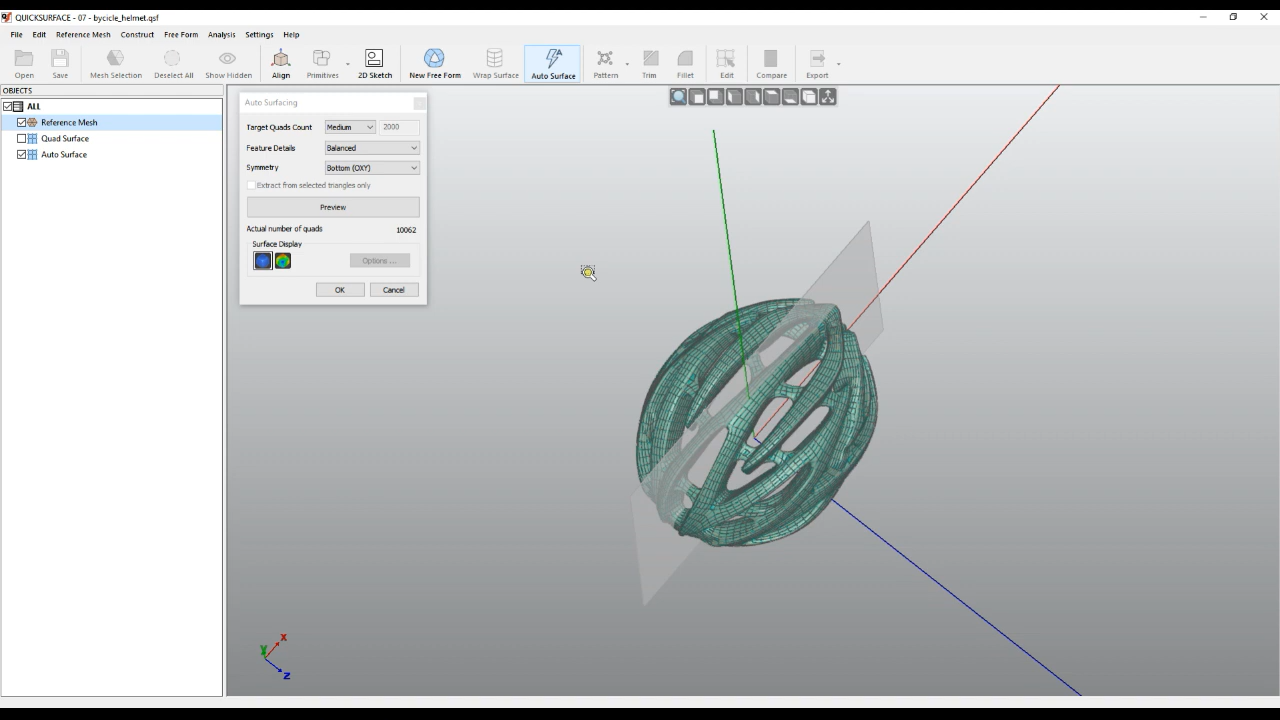 QUICKSURFACE - 07 - bycicle_helmet.qsf
File Edit Reference Mesh Construct Free Form Analysis Settings Help
Open Save Mesh Selection Deselect All Show Hidden Align Primitives 2D Sketch New Free Form Wrap Surface Auto Surface Pattern Trim Fillet Edit Compare Export
OBJECTS
ALL
Reference Mesh
Quad Surface
Auto Surface
Auto Surfacing
Target Quads Count Medium 2000
Feature Details Balanced
Symmetry Bottom (OXY)
Extract from selected triangles only
Preview
Actual number of quads 10062
Surface Display
Options ...
OK Cancel
x
y
z